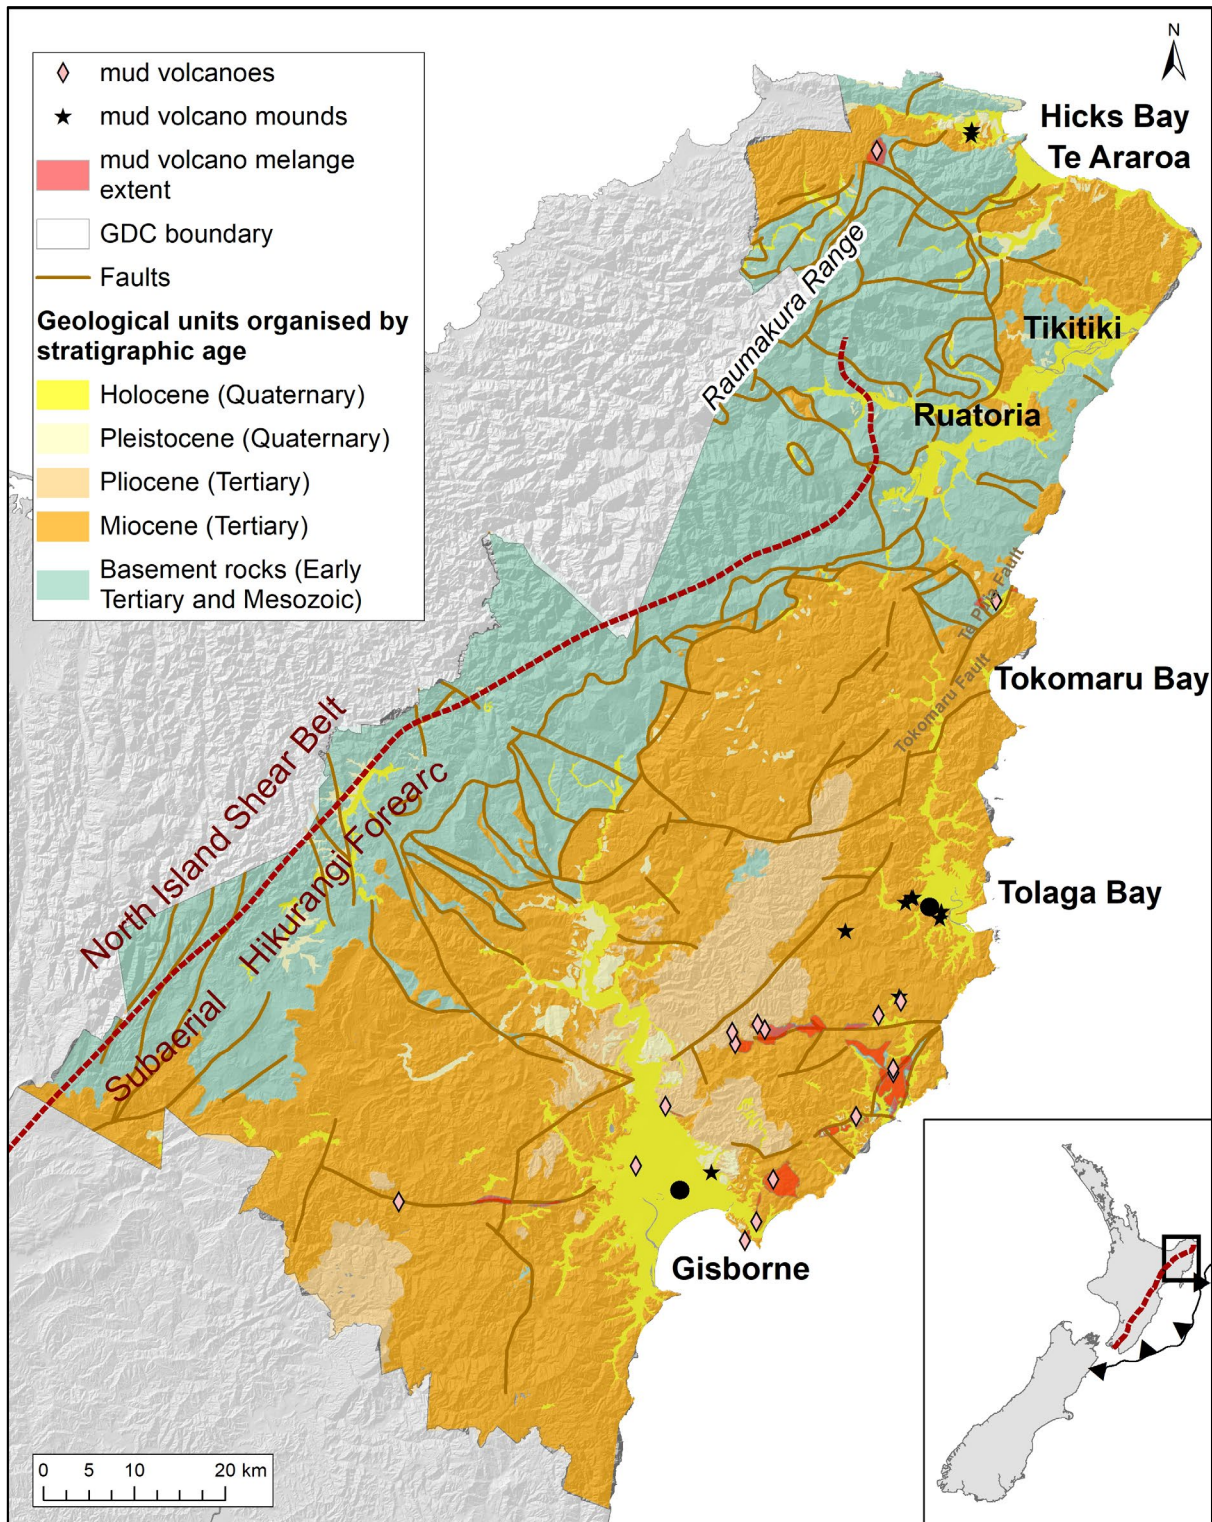 mud volcanoes
mud volcano mounds
mud volcano melange
extent
GDC boundary
Faults
Geological units organised by
stratigraphic age
Holocene (Quaternary)
Pleistocene (Quaternary)
Pliocene (Tertiary)
Miocene (Tertiary)
Basement rocks (Early
Tertiary and Mesozoic)
N
Hicks Bay
Te Araroa
Raumakura Range
Tikitiki
Ruatoria
Te Puia Fault
Tokomaru Bay
Tokomaru Fault
North Island Shear Belt
Hikurangi Forearc
Subaerial
Tolaga Bay
Gisborne
0 5 10 20 km